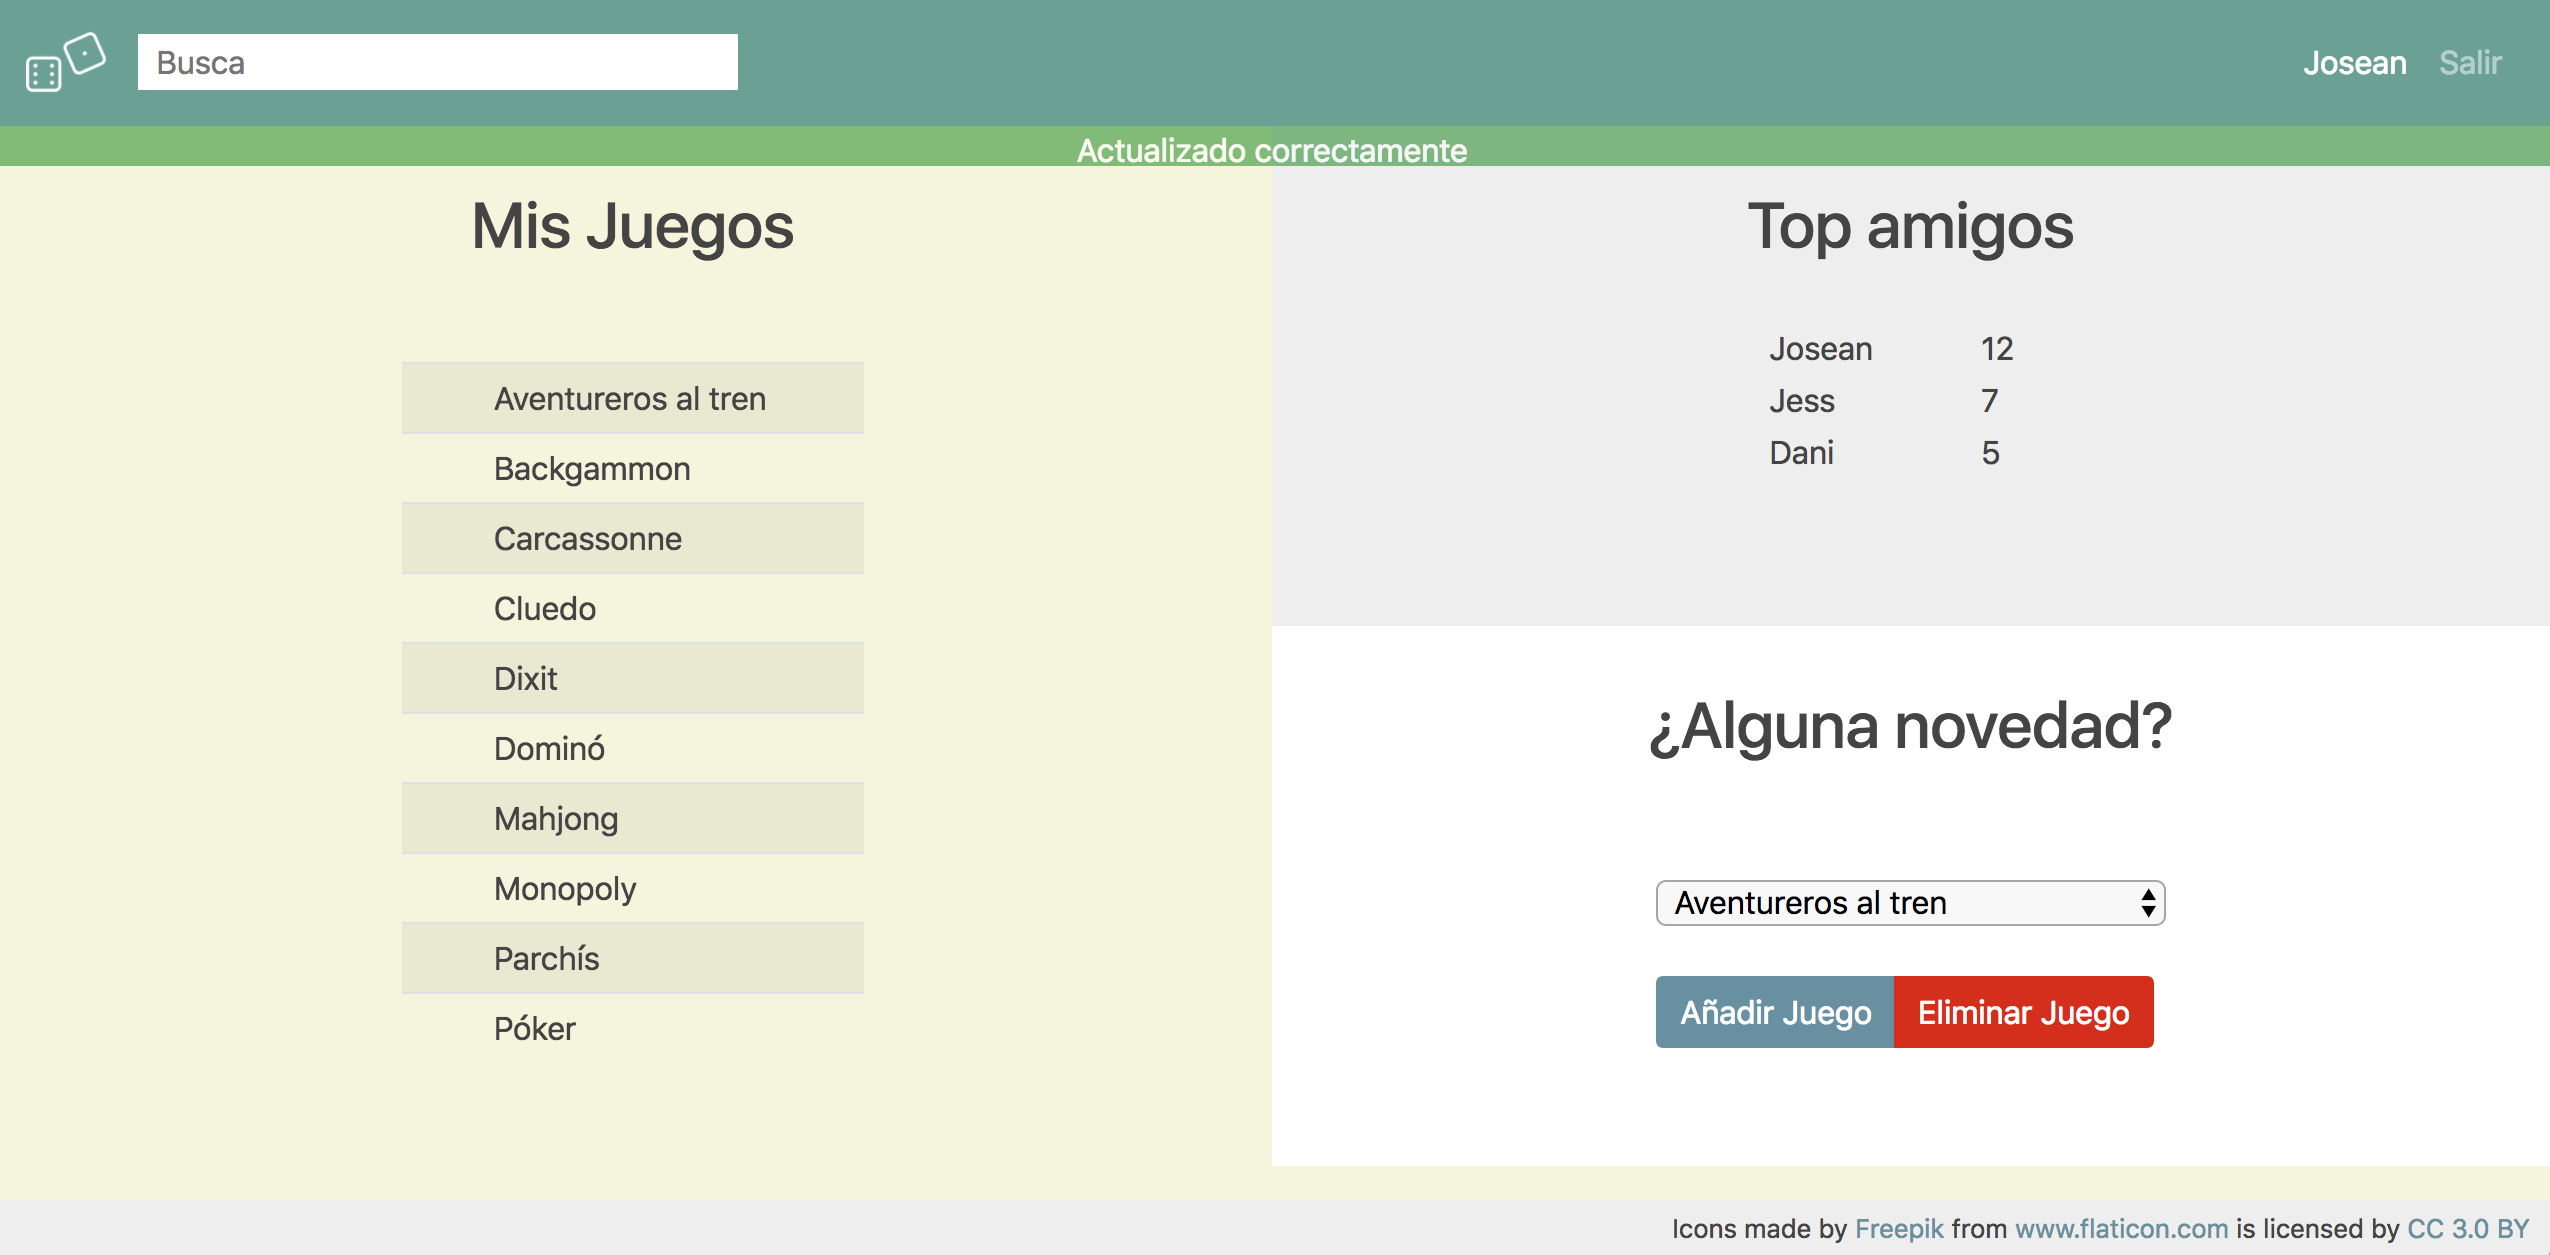 Busca
Josean Salir
Actualizado correctamente
Mis Juegos
Aventureros al tren
Backgammon
Carcassonne
Cluedo
Dixit
Dominó
Mahjong
Monopoly
Parchís
Póker
Top amigos
Josean 12
Jess 7
Dani 5
¿Alguna novedad?
Aventureros al tren
Añadir Juego Eliminar Juego
Icons made by Freepik from www.flaticon.com is licensed by CC 3.0 BY